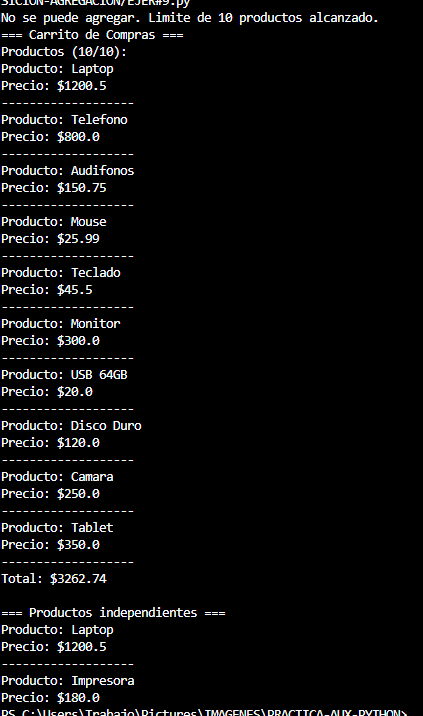 SICION-AGREGACION/EJER#9.py
No se puede agregar. Limite de 10 productos alcanzado.
=== Carrito de Compras ===
Productos (10/10):
Producto: Laptop
Precio: $1200.5
-------------------
Producto: Telefono
Precio: $800.0
-------------------
Producto: Audifonos
Precio: $150.75
-------------------
Producto: Mouse
Precio: $25.99
-------------------
Producto: Teclado
Precio: $45.5
-------------------
Producto: Monitor
Precio: $300.0
-------------------
Producto: USB 64GB
Precio: $20.0
-------------------
Producto: Disco Duro
Precio: $120.0
-------------------
Producto: Camara
Precio: $250.0
-------------------
Producto: Tablet
Precio: $350.0
-------------------
Total: $3262.74
=== Productos independientes ===
Producto: Laptop
Precio: $1200.5
-------------------
Producto: Impresora
Precio: $180.0
PS C:\Users\Trabajo\Pictures\IMAGENES\PRACTICA-AUX-PYTHON>